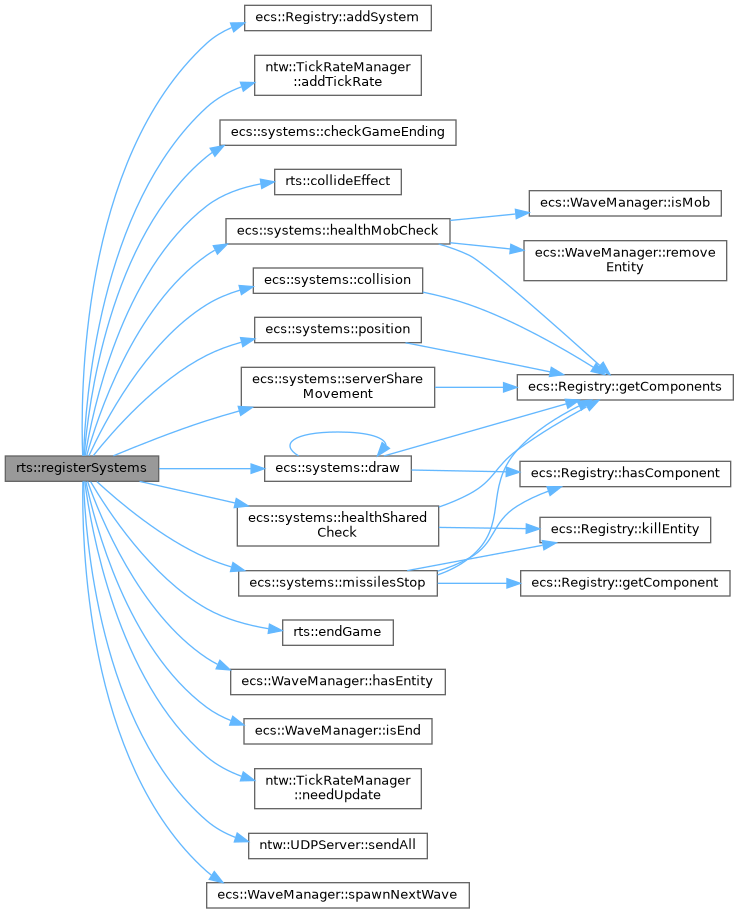 ecs::Registry::addSystem
ntw::TickRateManager
::addTickRate
ecs::systems::checkGameEnding
rts::collideEffect
ecs::WaveManager::isMob
ecs::systems::healthMobCheck
ecs::WaveManager::remove
Entity
ecs::systems::collision
ecs::systems::position
ecs::systems::serverShare
Movement
ecs::Registry::getComponents
rts::registerSystems
ecs::systems::draw
ecs::Registry::hasComponent
ecs::systems::healthShared
Check
ecs::Registry::killEntity
ecs::systems::missilesStop
ecs::Registry::getComponent
rts::endGame
ecs::WaveManager::hasEntity
ecs::WaveManager::isEnd
ntw::TickRateManager
::needUpdate
ntw::UDPServer::sendAll
ecs::WaveManager::spawnNextWave